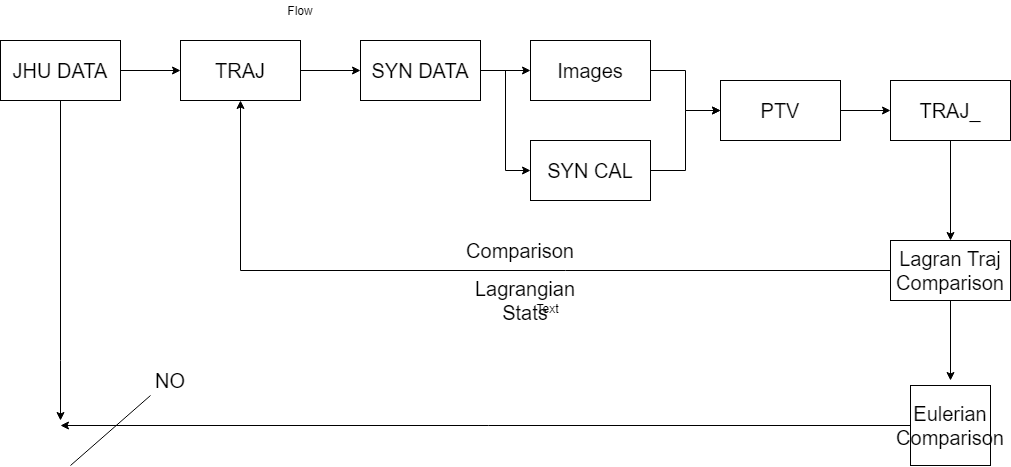 Flow
JHU DATA
TRAJ
SYN DATA
Images
PTV
TRAJ_
SYN CAL
Comparison
Lagrangian
Stats
Text
Lagran Traj
Comparison
NO
Eulerian
Comparison